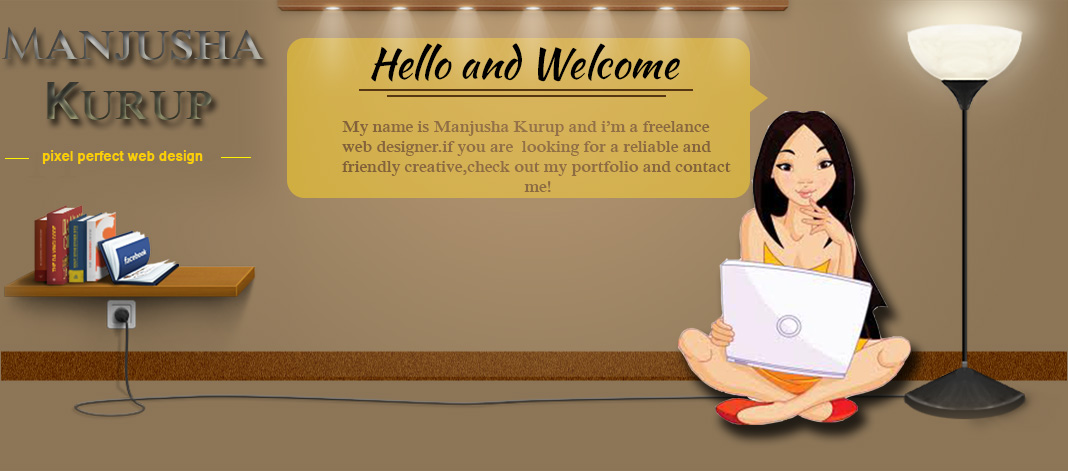 MANJUSHA
KURUP
pixel perfect web design
Hello and Welcome
My name is Manjusha Kurup and i'm a freelance
web designer.if you are  looking for a reliable and
friendly creative,check out my portfolio and contact
me!
facebook